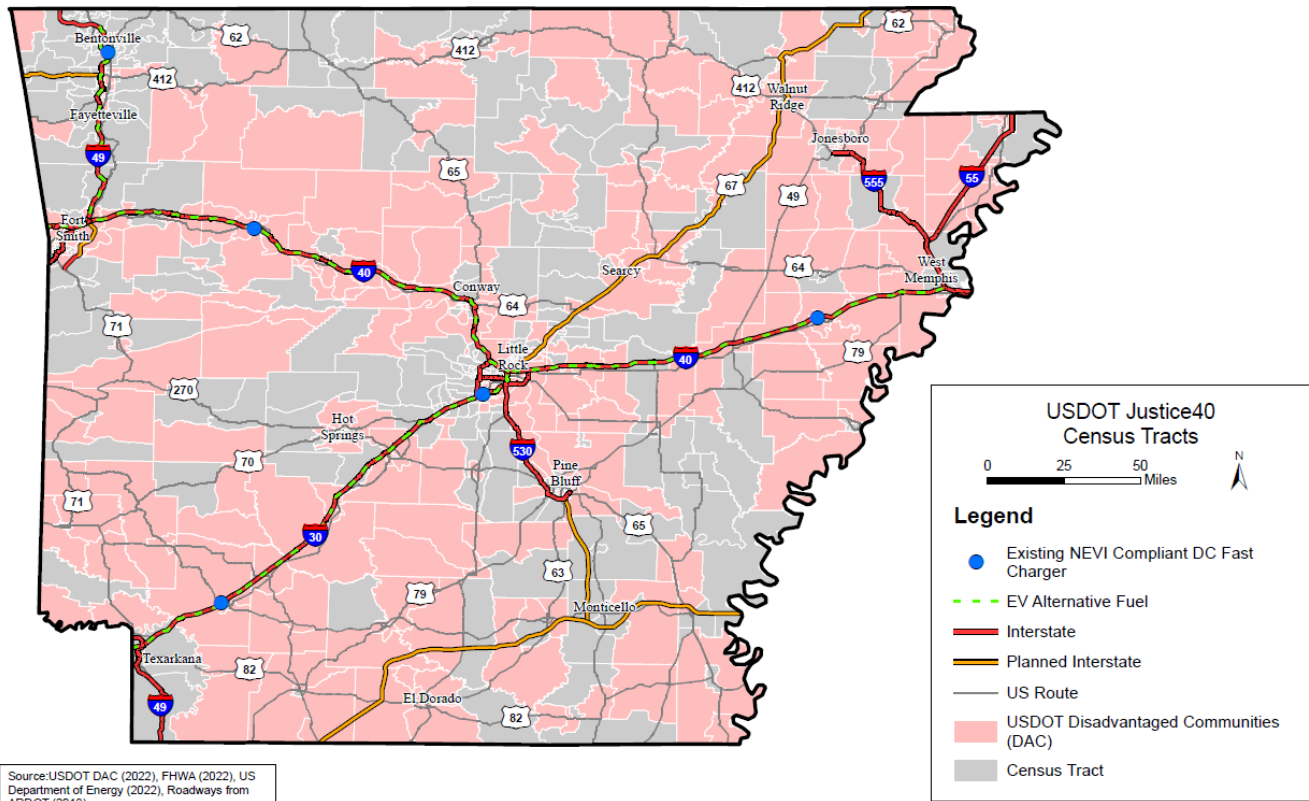 Bentonville
62
62
412
412
412
Walnut
Ridge
Fayetteville
Jonesboro
49
65
67
555
55
49
Fort
Smith
40
Searcy
64
West
Memphis
Conway
64
71
Little
Rock
40
79
270
Hot
Springs
530
70
Pine
Bluff
71
65
30
63
79
Monticello
Texarkana
82
El Dorado
49
82
USDOT Justice40
Census Tracts
0 25 50
Miles
N
Legend
Existing NEVI Compliant DC Fast
Charger
EV Alternative Fuel
Interstate
Planned Interstate
US Route
USDOT Disadvantaged Communities
(DAC)
Census Tract
Source:USDOT DAC (2022), FHWA (2022), US
Department of Energy (2022), Roadways from